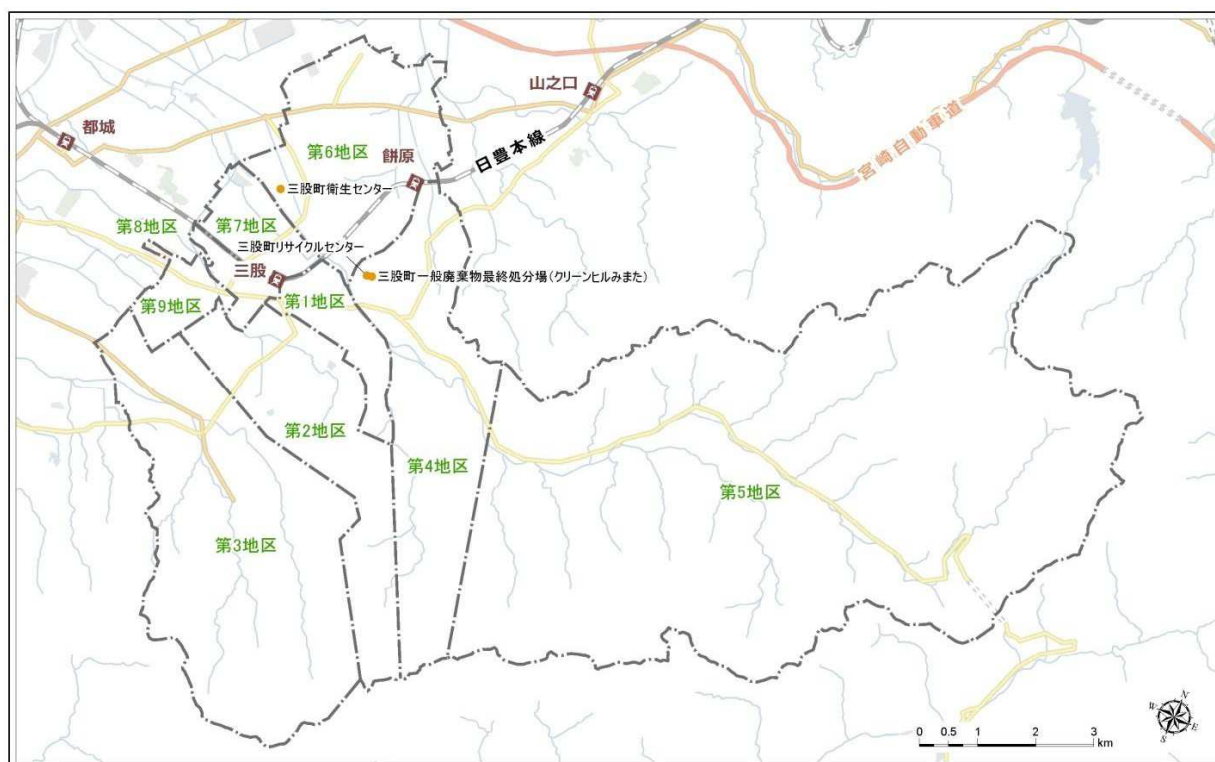 山之口
都城
宮崎自動車道
日豊本線
第6地区
餅原
三股町衛生センター
第8地区
第7地区
三股町リサイクルセンター
三股
三股町一般廃棄物最終処分場(クリーンヒルみまた)
第9地区
第1地区
第2地区
第4地区
第5地区
第3地区
N
W
E
S
0 0.5 1 2 3
km